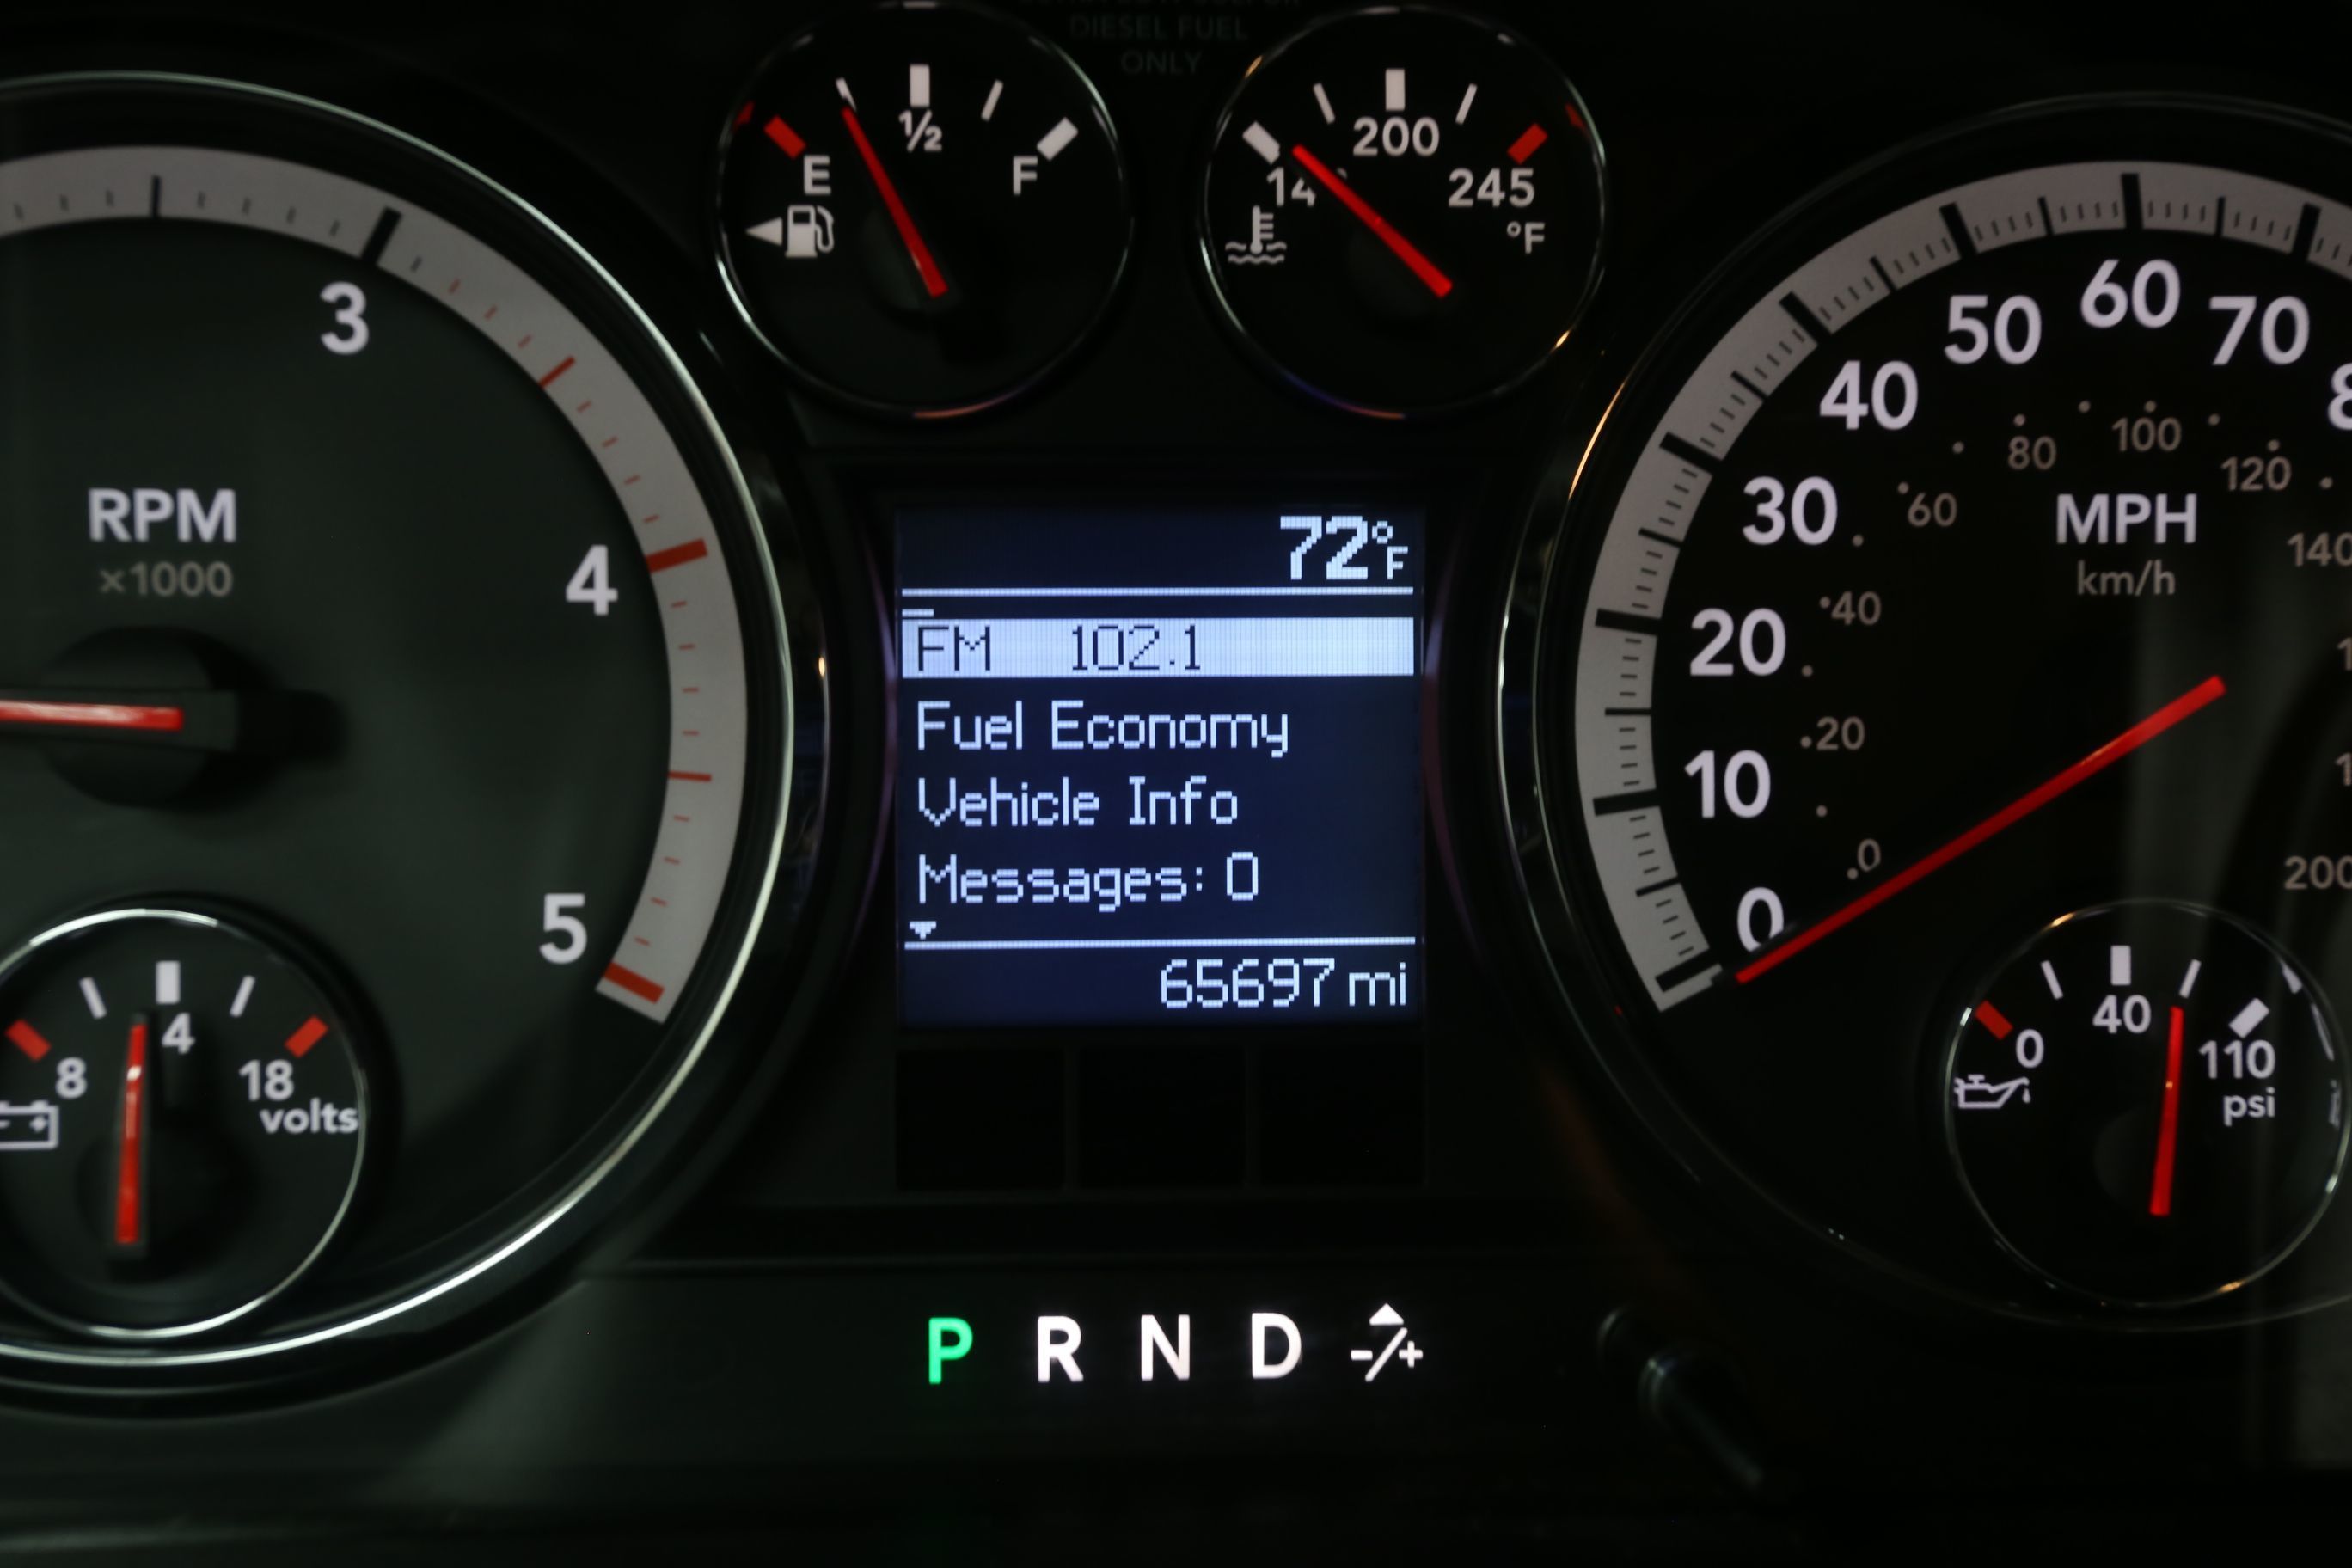 DIESEL FUEL
ONLY
E
½
F
200
245
°F
3
4
5
RPM
×1000
8
4
18
volts
72°F
FM 102.1
Fuel Economy
Vehicle Info
Messages: 0
65697 mi
0
10
20
30
40
50
60
70
MPH
km/h
0
20
40
60
80
100
120
0
40
110
psi
P R N D -/+